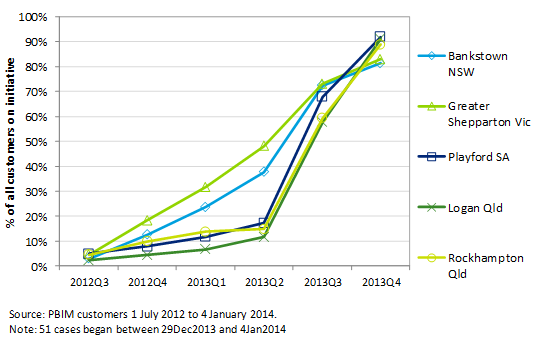 100%
90%
80%
70%
60%
50%
40%
30%
20%
10%
0%
% of all customers on initiative
2012Q3 2012Q4 2013Q1 2013Q2 2013Q3 2013Q4
Bankstown
NSW
Greater
Shepparton Vic
Playford SA
Logan Qld
Rockhampton
Qld
Source: PBIM customers 1 July 2012 to 4 January 2014.
Note: 51 cases began between 29Dec2013 and 4Jan2014